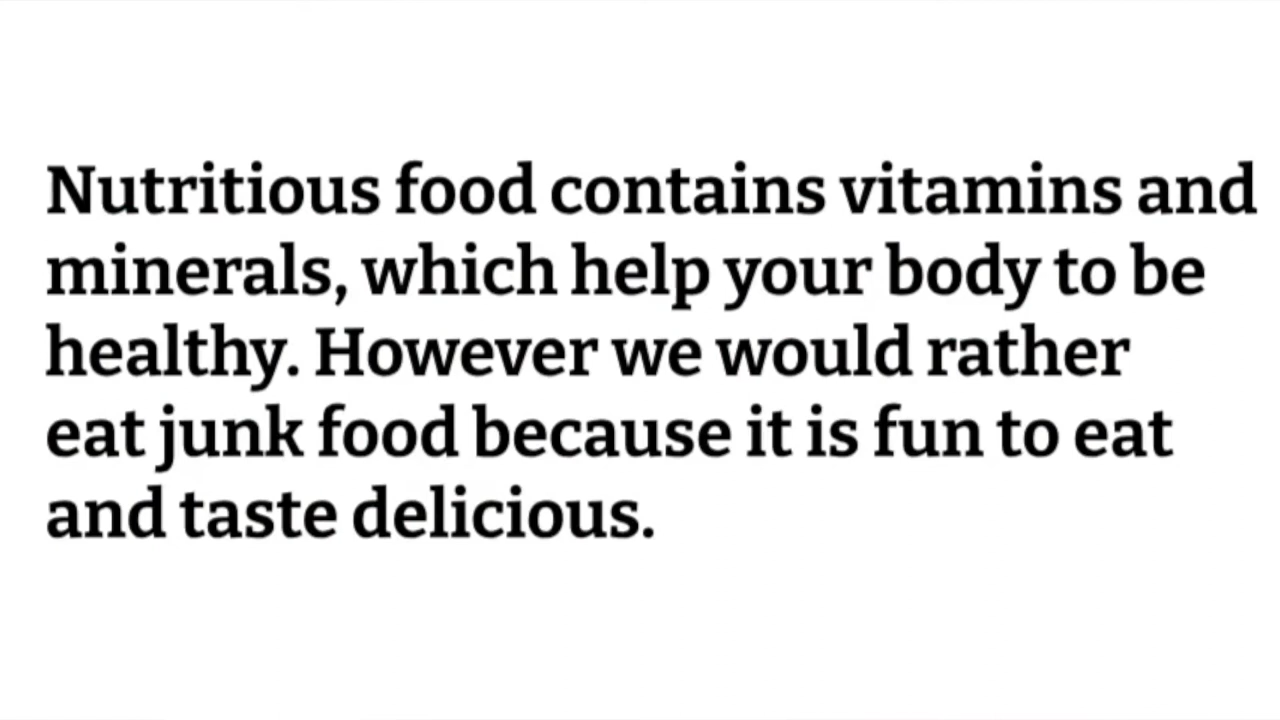 Nutritious food contains vitamins and
minerals, which help your body to be
healthy. However we would rather
eat junk food because it is fun to eat
and taste delicious.